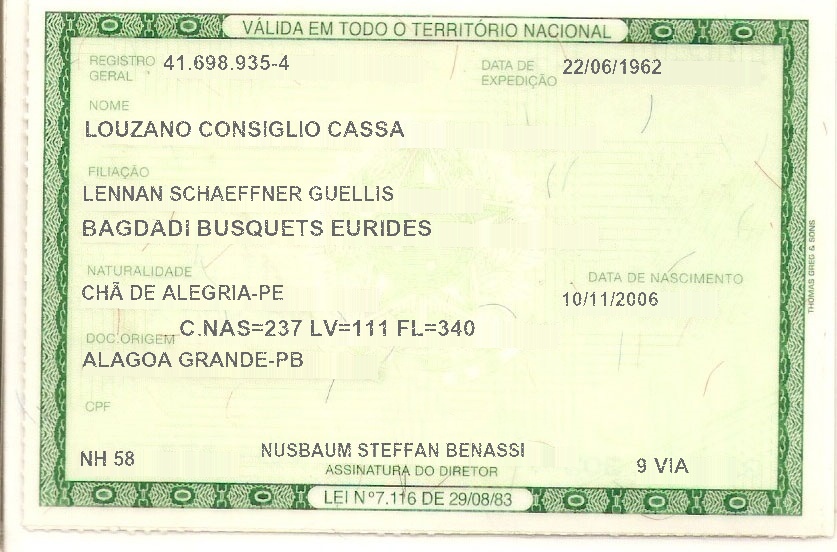 VÁLIDA EM TODO O TERRITÓRIO NACIONAL
REGISTRO GERAL 41.698.935-4
DATA DE EXPEDIÇÃO 22/06/1962
NOME
LOUZANO CONSIGLIO CASSA
FILIAÇÃO
LENNAN SCHAEFFNER GUELLIS
BAGDADI BUSQUETS EURIDES
NATURALIDADE
CHÃ DE ALEGRIA-PE
DATA DE NASCIMENTO
10/11/2006
DOC.ORIGEM C.NAS=237 LV=111 FL=340
ALAGOA GRANDE-PB
CPF
NH 58
NUSBAUM STEFFAN BENASSI
ASSINATURA DO DIRETOR
9 VIA
LEI Nº7.116 DE 29/08/83
THOMAS GREG & SONS